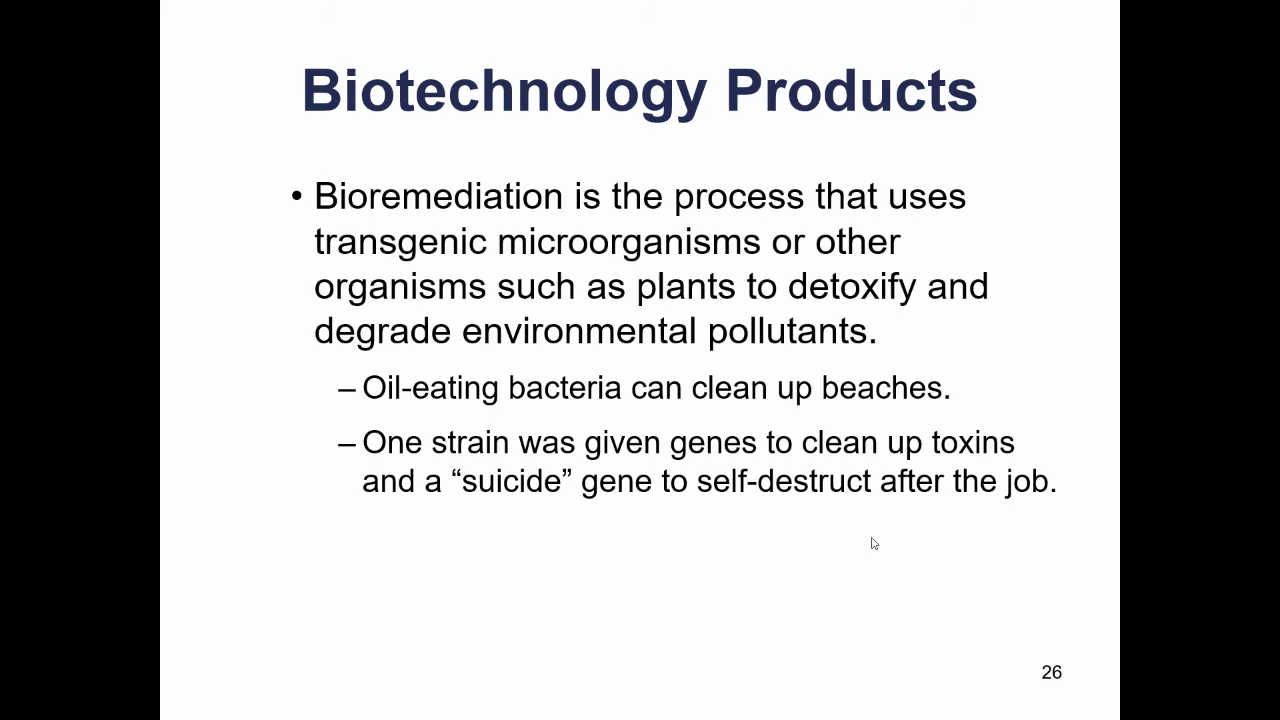 Biotechnology Products
• Bioremediation is the process that uses
transgenic microorganisms or other
organisms such as plants to detoxify and
degrade environmental pollutants.
– Oil-eating bacteria can clean up beaches.
– One strain was given genes to clean up toxins
and a “suicide” gene to self-destruct after the job.
26